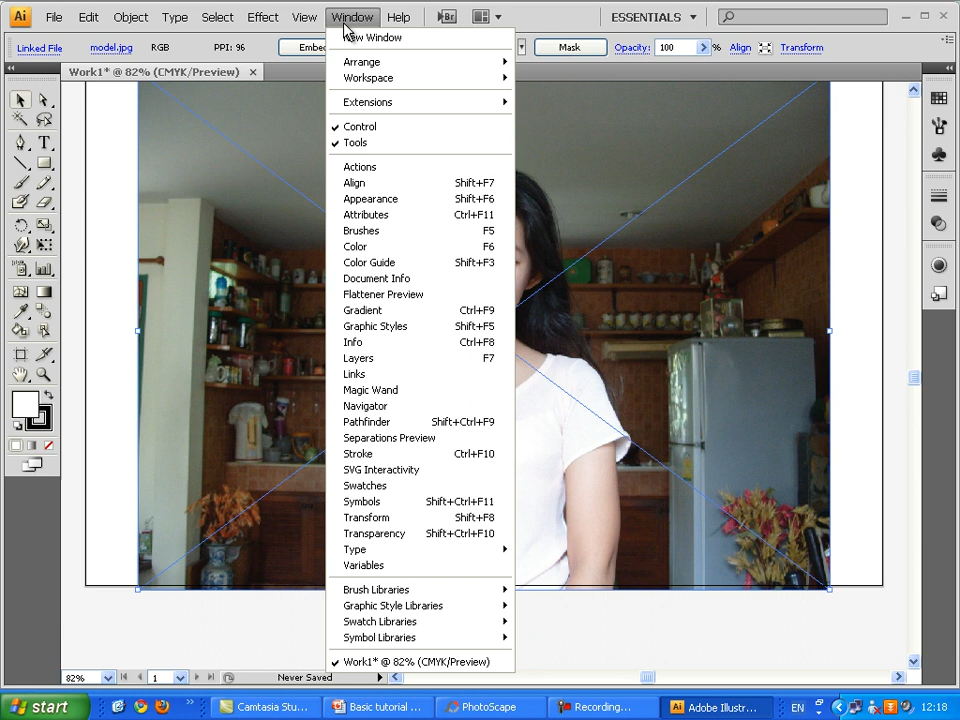 Ai File Edit Object Type Select Effect View Window Help Br ESSENTIALS
Linked File model.jpg RGB PPI: 96 Mask Opacity: 100 % Align Transform
Work1* @ 82% (CMYK/Preview)
New Window
Arrange
Workspace
Extensions
Control
Tools
Actions
Align Shift+F7
Appearance Shift+F6
Attributes Ctrl+F11
Brushes F5
Color F6
Color Guide Shift+F3
Document Info
Flattener Preview
Gradient Ctrl+F9
Graphic Styles Shift+F5
Info Ctrl+F8
Layers F7
Links
Magic Wand
Navigator
Pathfinder Shift+Ctrl+F9
Separations Preview
Stroke Ctrl+F10
SVG Interactivity
Swatches
Symbols Shift+Ctrl+F11
Transform Shift+F8
Transparency Shift+Ctrl+F10
Type
Variables
Brush Libraries
Graphic Style Libraries
Swatch Libraries
Symbol Libraries
Work1* @ 82% (CMYK/Preview)
82% 1 Never Saved
start Camtasia Stu... Basic tutorial ... PhotoScape Recording... Adobe Illustr... EN 12:18